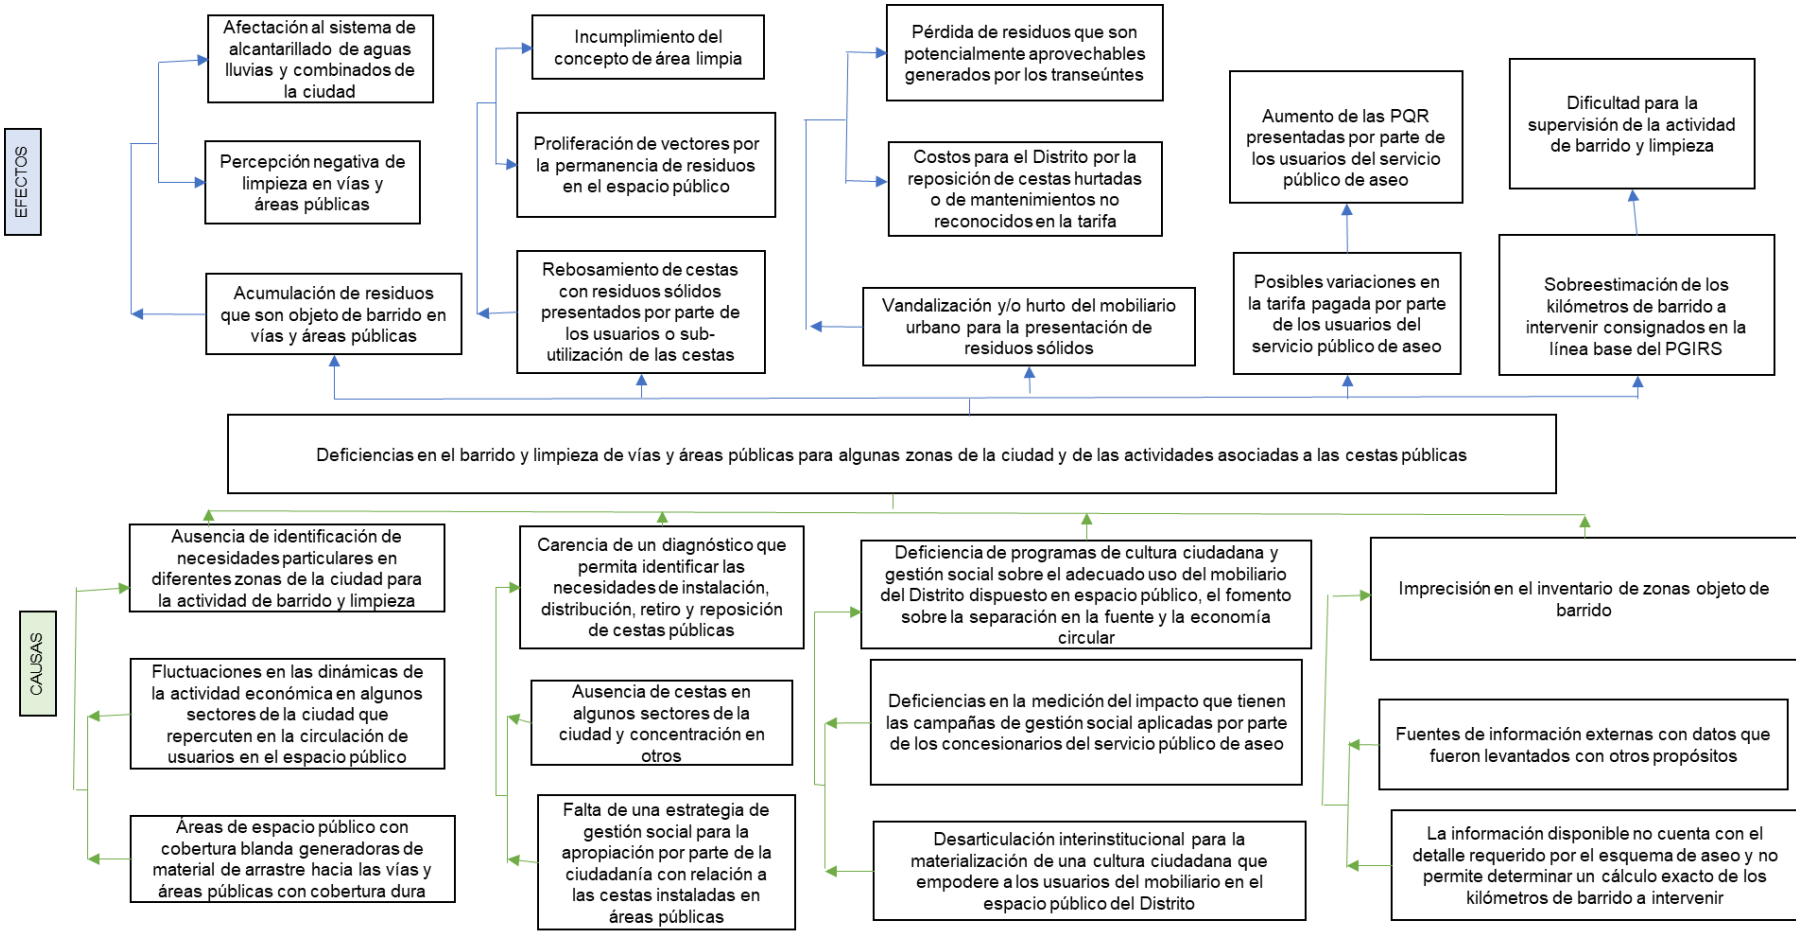 EFECTOS
Afectación al sistema de
alcantarillado de aguas
lluvias y combinados de
la ciudad
Percepción negativa de
limpieza en vías y
áreas públicas
Acumulación de residuos
que son objeto de barrido en
vías y áreas públicas
Incumplimiento del
concepto de área limpia
Proliferación de vectores por
la permanencia de residuos
en el espacio público
Rebosamiento de cestas
con residuos sólidos
presentados por parte de
los usuarios o sub-
utilización de las cestas
Pérdida de residuos que son
potencialmente aprovechables
generados por los transeúntes
Costos para el Distrito por la
reposición de cestas hurtadas
o de mantenimientos no
reconocidos en la tarifa
Vandalización y/o hurto del mobiliario
urbano para la presentación de
residuos sólidos
Aumento de las PQR
presentadas por parte de
los usuarios del servicio
público de aseo
Posibles variaciones en
la tarifa pagada por parte
de los usuarios del
servicio público de aseo
Dificultad para la
supervisión de la actividad
de barrido y limpieza
Sobreestimación de los
kilómetros de barrido a
intervenir consignados en la
línea base del PGIRS
Deficiencias en el barrido y limpieza de vías y áreas públicas para algunas zonas de la ciudad y de las actividades asociadas a las cestas públicas
CAUSAS
Ausencia de identificación de
necesidades particulares en
diferentes zonas de la ciudad para
la actividad de barrido y limpieza
Fluctuaciones en las dinámicas de
la actividad económica en algunos
sectores de la ciudad que
repercuten en la circulación de
usuarios en el espacio público
Áreas de espacio público con
cobertura blanda generadoras de
material de arrastre hacia las vías y
áreas públicas con cobertura dura
Carencia de un diagnóstico que
permita identificar las
necesidades de instalación,
distribución, retiro y reposición
de cestas públicas
Ausencia de cestas en
algunos sectores de la
ciudad y concentración en
otros
Falta de una estrategia de
gestión social para la
apropiación por parte de la
ciudadanía con relación a
las cestas instaladas en
áreas públicas
Deficiencia de programas de cultura ciudadana y
gestión social sobre el adecuado uso del mobiliario
del Distrito dispuesto en espacio público, el fomento
sobre la separación en la fuente y la economía
circular
Deficiencias en la medición del impacto que tienen
las campañas de gestión social aplicadas por parte
de los concesionarios del servicio público de aseo
Desarticulación interinstitucional para la
materialización de una cultura ciudadana que
empodere a los usuarios del mobiliario en el
espacio público del Distrito
Imprecisión en el inventario de zonas objeto de
barrido
Fuentes de información externas con datos que
fueron levantados con otros propósitos
La información disponible no cuenta con el
detalle requerido por el esquema de aseo y no
permite determinar un cálculo exacto de los
kilómetros de barrido a intervenir